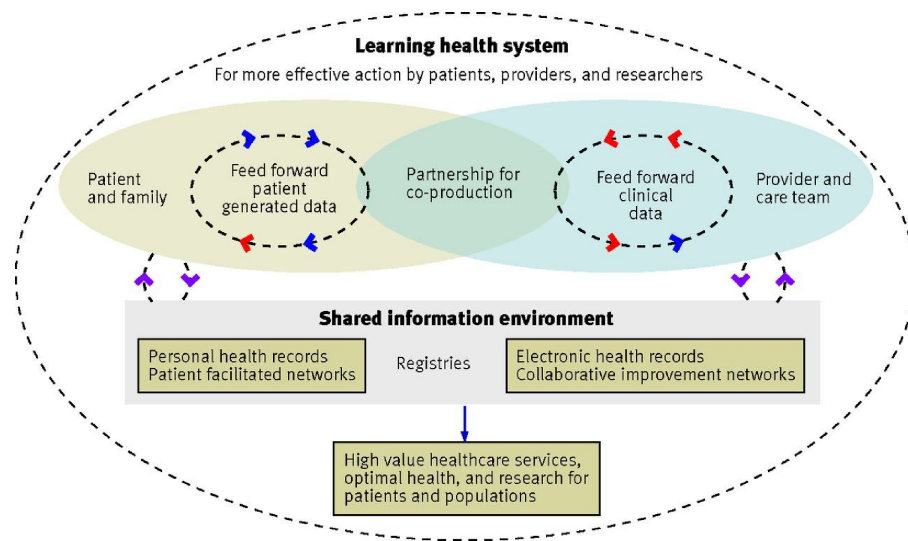 Learning health system
For more effective action by patients, providers, and researchers
Patient
and family
Feed forward
patient
generated data
Partnership for
co-production
Feed forward
clinical
data
Provider and
care team
Shared information environment
Personal health records
Patient facilitated networks
Registries
Electronic health records
Collaborative improvement networks
High value healthcare services,
optimal health, and research for
patients and populations